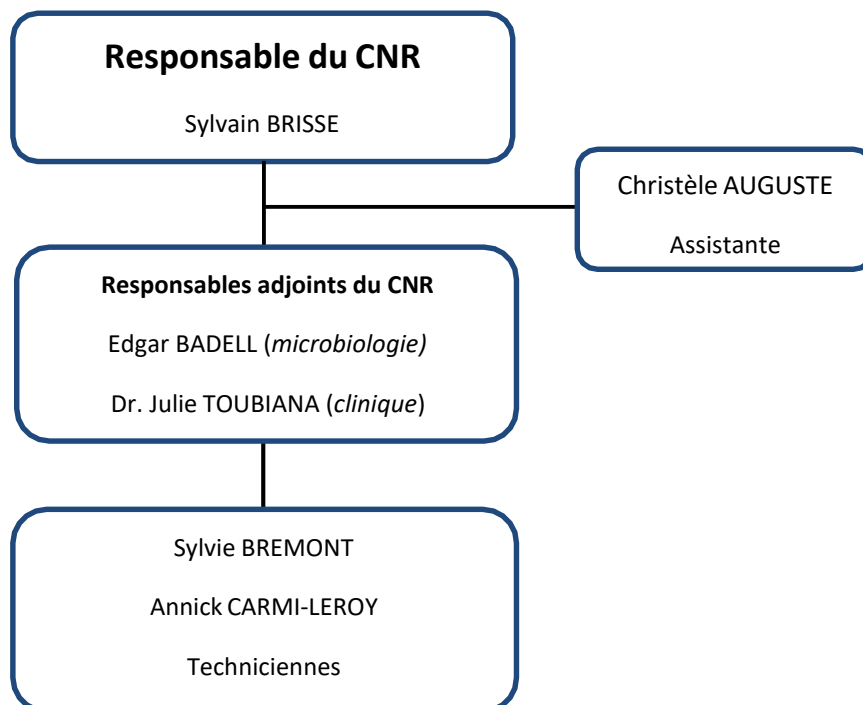 Responsable du CNR
Sylvain BRISSE
Christèle AUGUSTE
Assistante
Responsables adjoints du CNR
Edgar BADELL (microbiologie)
Dr. Julie TOUBIANA (clinique)
Sylvie BREMONT
Annick CARMI-LEROY
Techniciennes